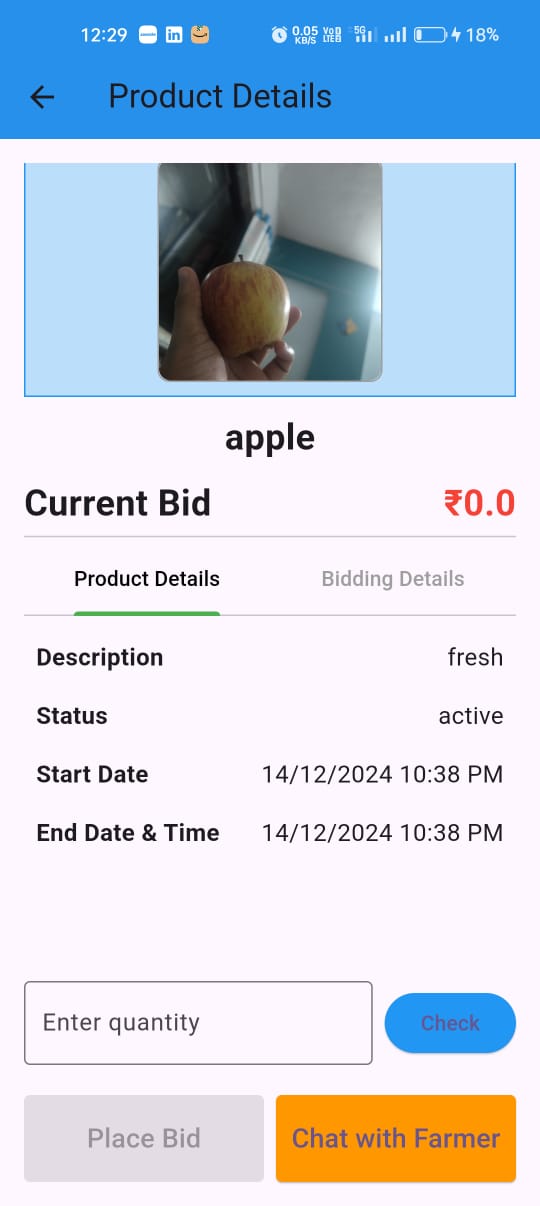 12:29 in 0.05 KB/S VoD LTE 5G 18%
Product Details
apple
Current Bid ₹0.0
Product Details Bidding Details
Description fresh
Status active
Start Date 14/12/2024 10:38 PM
End Date & Time 14/12/2024 10:38 PM
Enter quantity Check
Place Bid Chat with Farmer